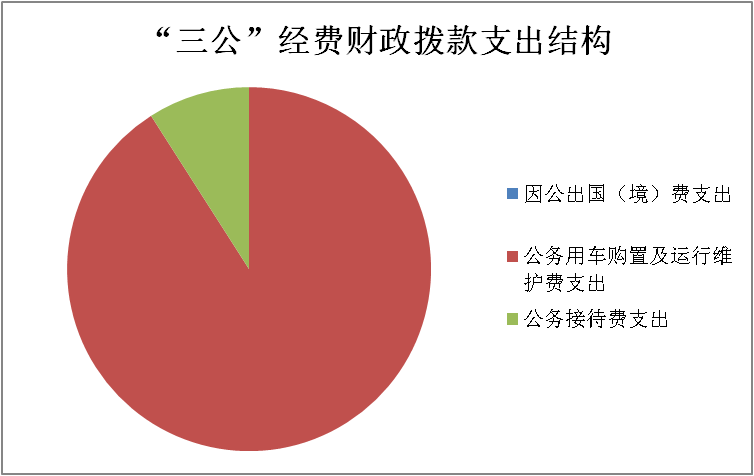 “三公”经费财政拨款支出结构
因公出国（境）费支出
公务用车购置及运行维
护费支出
公务接待费支出